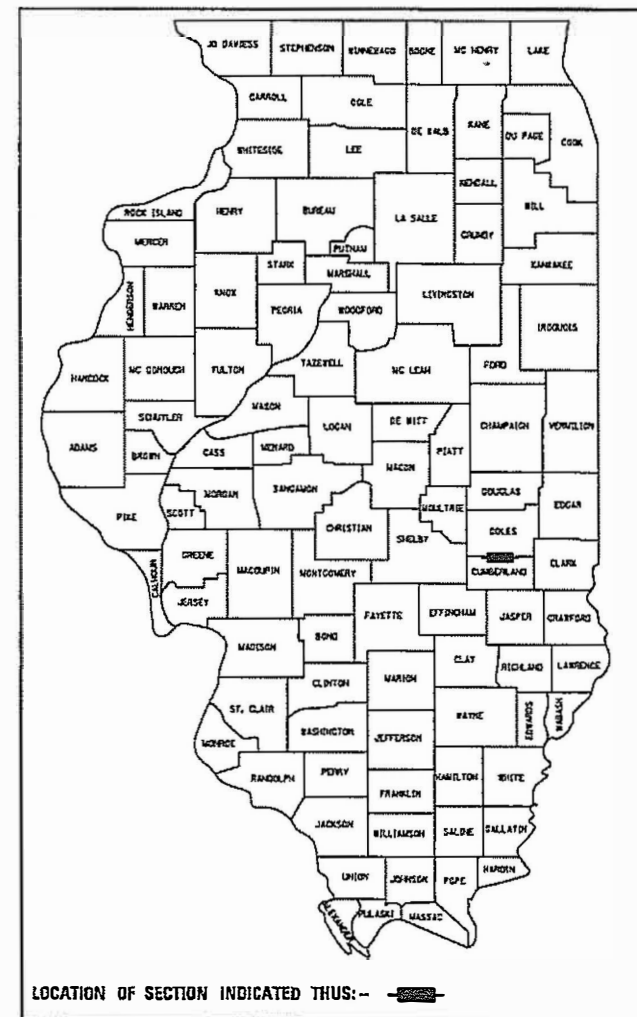 JO DAVIESS STEPHENSON WINNEBAGO BOONE MC HENRY LAKE
CARROLL OGLE
DE KALB KANE DU PAGE COOK
WHITESIDE LEE
KENDALL
ROCK ISLAND HENRY BUREAU LA SALLE WILL
MERCER PUTNAM GRUNDY
STARK MARSHALL KANKAKEE
HENDERSON WARREN KNOX PEORIA WOODFORD LIVINGSTON IROQUOIS
HANCOCK MC DONOUGH FULTON TAZEWELL MC LEAN FORD
MASON
SCHUYLER LOGAN DE WITT CHAMPAIGN VERMILION
ADAMS BROWN CASS MENARD PIATT
MACON
PIKE SCOTT MORGAN SANGAMON MOULTRIE DOUGLAS EDGAR
CHRISTIAN SHELBY COLES
GREENE MACOUPIN MONTGOMERY CUMBERLAND CLARK
CALHOUN JERSEY
FAYETTE EFFINGHAM JASPER CRAWFORD
MADISON BOND
CLAY RICHLAND LAWRENCE
CLINTON MARION
ST. CLAIR WAYNE EDWARDS WABASH
WASHINGTON
MONROE JEFFERSON
RANDOLPH PERRY HAMILTON WHITE
FRANKLIN
JACKSON WILLIAMSON SALINE GALLATIN
UNION JOHNSON POPE HARDIN
ALEXANDER PULASKI MASSAC
LOCATION OF SECTION INDICATED THUS:-